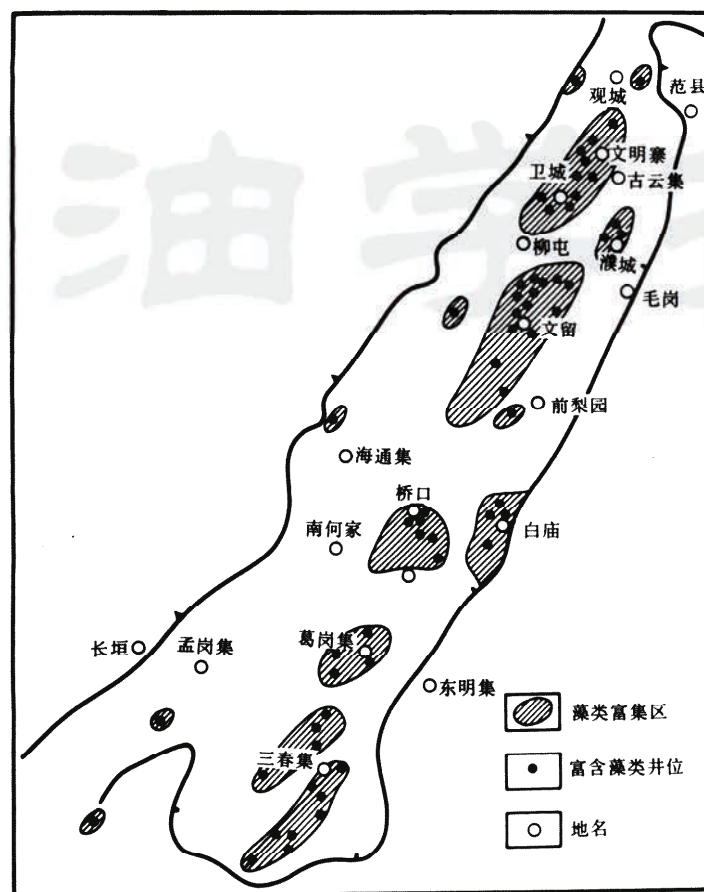 观城
范县
文明寨
卫城
古云集
柳屯
濮城
毛岗
文留
前梨园
海通集
桥口
南何家
白庙
葛岗集
长垣
孟岗集
东明集
三春集
藻类富集区
富含藻类井位
地名
油学